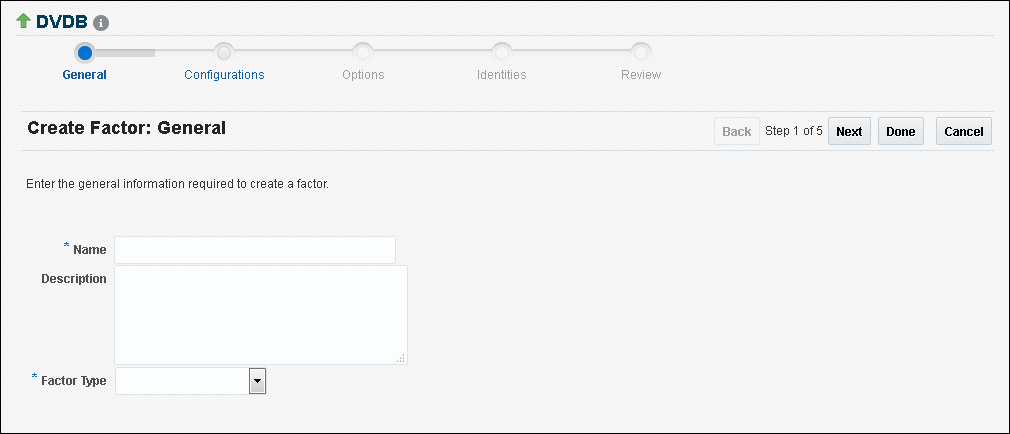 DVDB
General Configurations Options Identities Review
Create Factor: General Back Step 1 of 5 Next Done Cancel
Enter the general information required to create a factor.
* Name
Description
* Factor Type